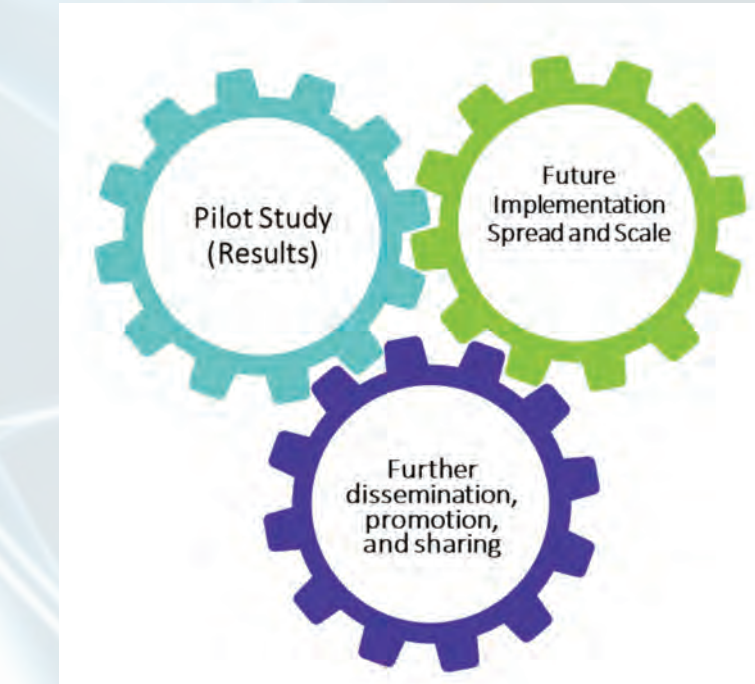 Pilot Study
(Results)
Future
Implementation
Spread and Scale
Further
dissemination,
promotion,
and sharing